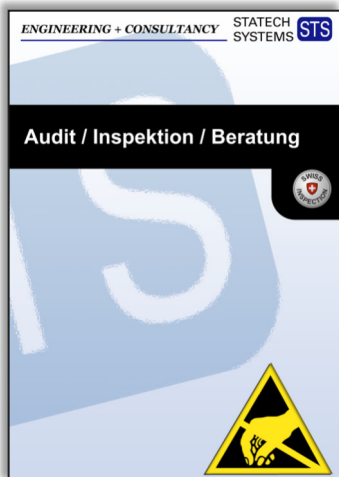 ENGINEERING + CONSULTANCY
STATECH
SYSTEMS
STS
Audit / Inspektion / Beratung
SWISS
INSPECTION